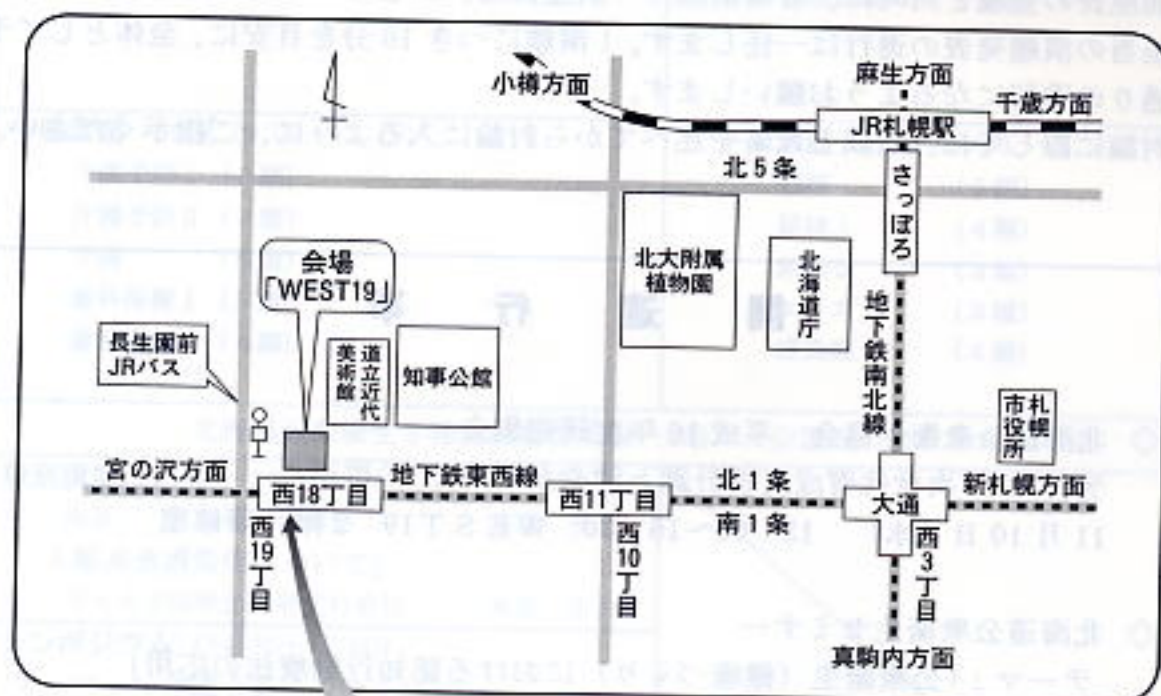 麻生方面
小樽方面
千歳方面
JR札幌駅
北5条
さっぽろ
会場
「WEST19」
北大附属
植物園
北海道庁
長生園前
JRバス
道立近代
美術館
知事公館
地下鉄南北線
札幌
市役所
宮の沢方面
地下鉄東西線
西18丁目
西11丁目
北1条
南1条
大通
新札幌方面
西19丁目
西10丁目
西3丁目
真駒内方面